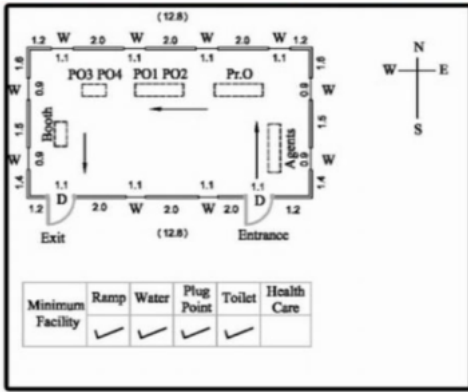 (12.8)
1.2 W 2.0 W 2.0 W 2.0 W 1.2
1.1 1.1 1.1 1.1
N
W E
S
1.6 1.6
PO3 PO4 PO1 PO2 Pr.O
W 0.9 0.9 W
1.5 Booth Agents 1.5
W 0.9 0.9 W
1.4 1.4
1.1 1.1 1.1 1.1
D D
1.2 2.0 W 2.0 W 2.0 1.2
Exit (12.8) Entrance
Minimum Facility
Ramp
Water
Plug Point
Toilet
Health Care